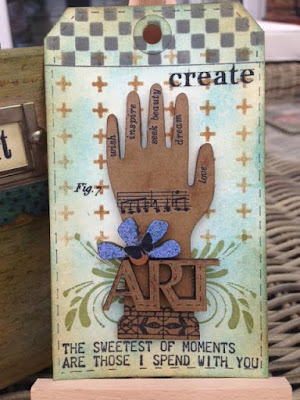 create
wish
inspire
seek beauty
dream
love
Fig. 7.
ART
THE SWEETEST OF MOMENTS
ARE THOSE I SPEND WITH YOU
t